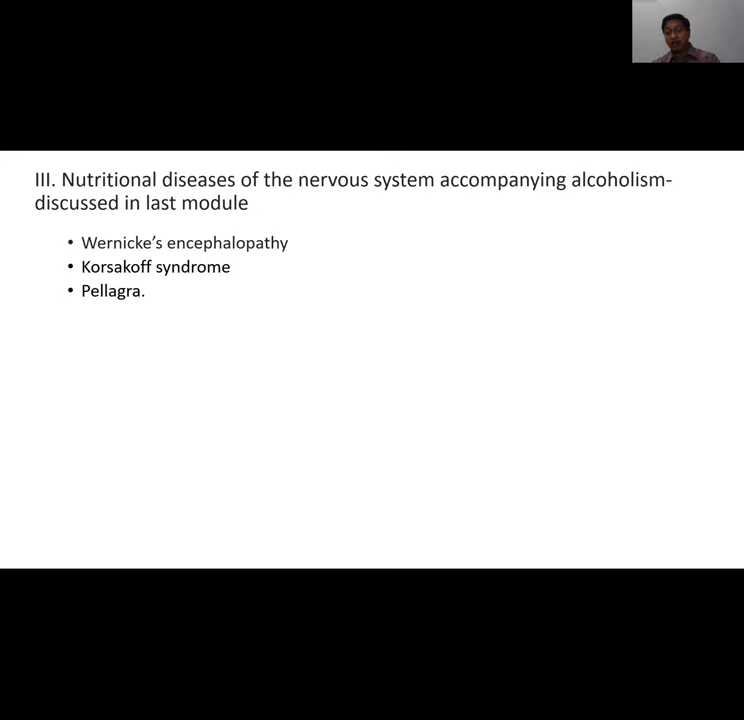 III. Nutritional diseases of the nervous system accompanying alcoholism-
discussed in last module
• Wernicke’s encephalopathy
• Korsakoff syndrome
• Pellagra.